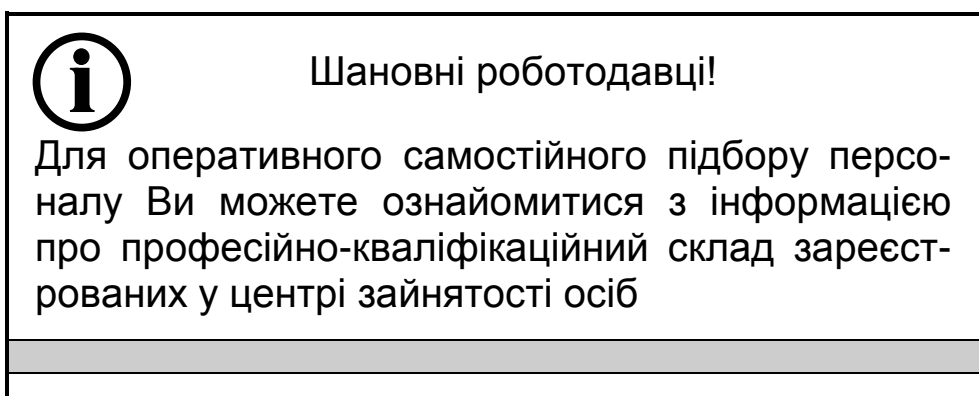 Шановні роботодавці!
Для оперативного самостійного підбору персо-
налу Ви можете ознайомитися з інформацією
про професійно-кваліфікаційний склад зареєст-
рованих у центрі зайнятості осіб